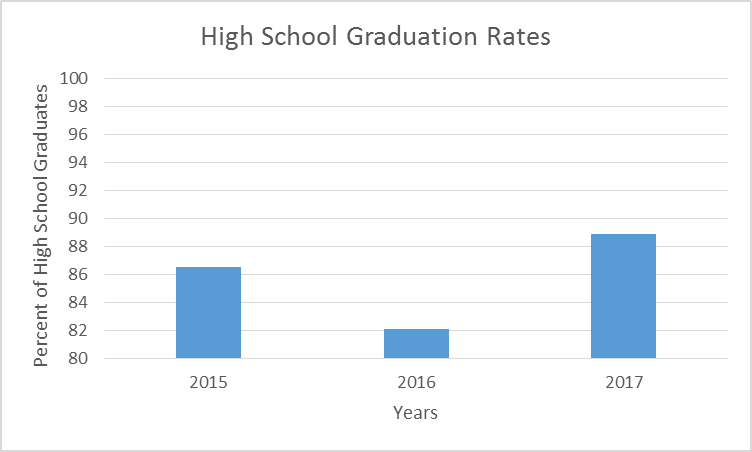 High School Graduation Rates
Percent of High School Graduates
100
98
96
94
92
90
88
86
84
82
80
2015 2016 2017
Years